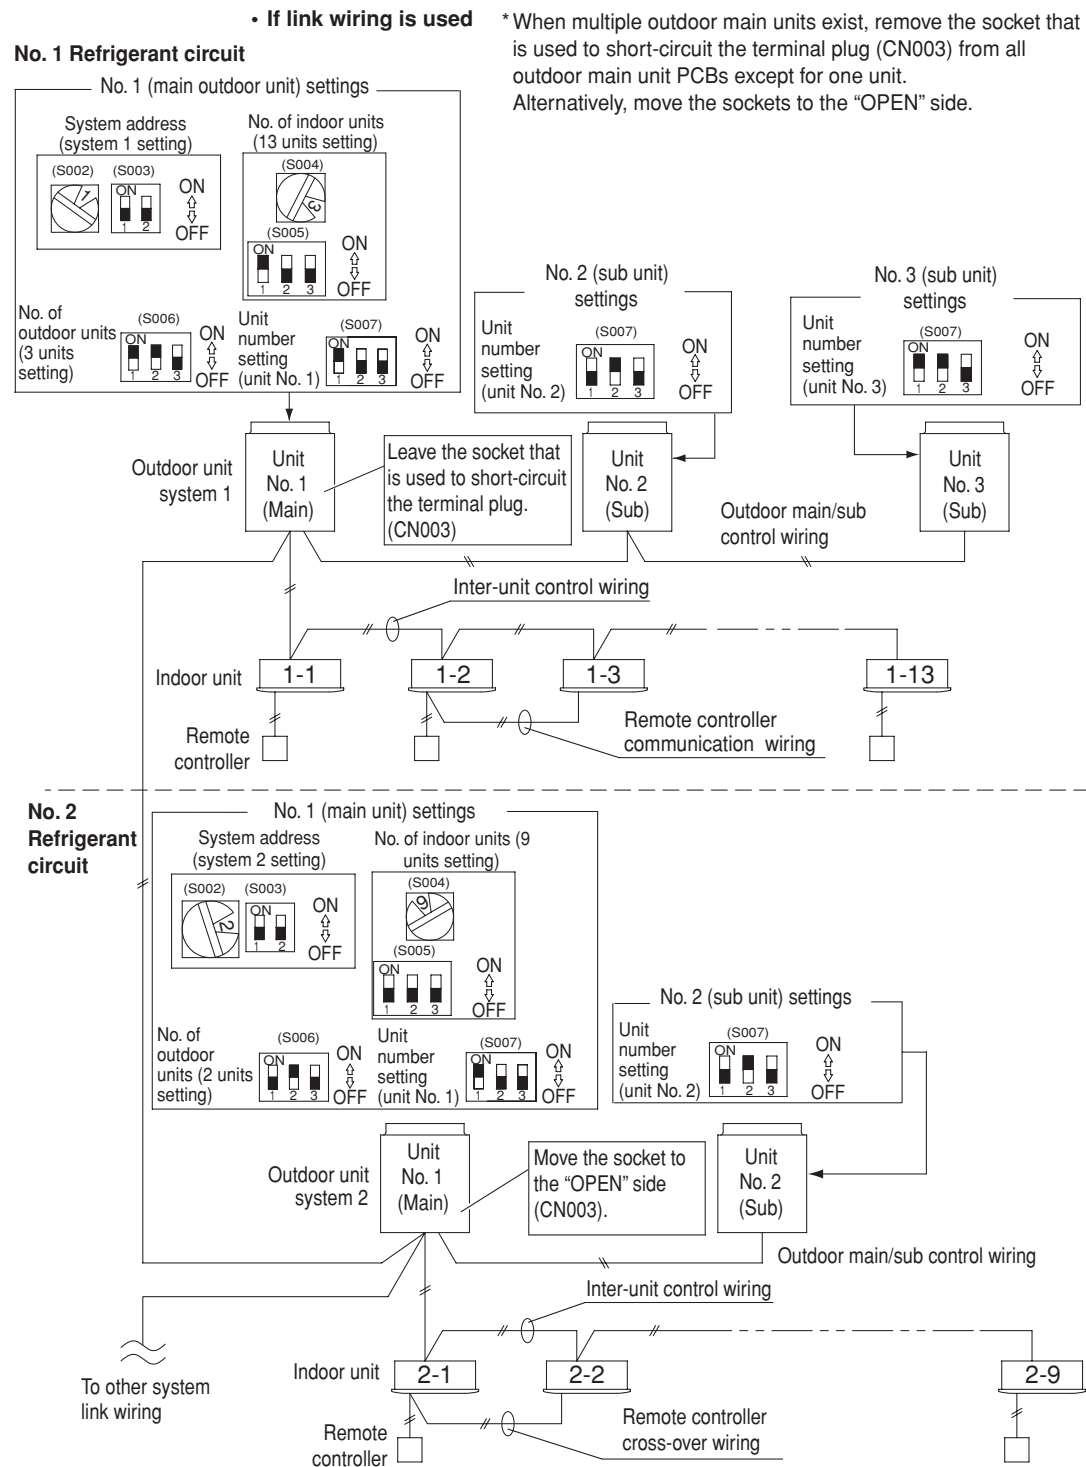 • If link wiring is used
* When multiple outdoor main units exist, remove the socket that
is used to short-circuit the terminal plug (CN003) from all
outdoor main unit PCBs except for one unit.
Alternatively, move the sockets to the “OPEN” side.
No. 1 Refrigerant circuit
No. 1 (main outdoor unit) settings
System address
(system 1 setting)
(S002) (S003)
1
ON
1 2
ON
OFF
No. of indoor units
(13 units setting)
(S004)
3
(S005)
ON
1 2 3
ON
OFF
No. of
outdoor units
(3 units
setting)
(S006)
ON
1 2 3
ON
OFF
Unit
number
setting
(unit No. 1)
(S007)
ON
1 2 3
ON
OFF
No. 2 (sub unit)
settings
Unit
number
setting
(unit No. 2)
(S007)
ON
1 2 3
ON
OFF
No. 3 (sub unit)
settings
Unit
number
setting
(unit No. 3)
(S007)
ON
1 2 3
ON
OFF
Outdoor unit
system 1
Unit
No. 1
(Main)
Leave the socket that
is used to short-circuit
the terminal plug.
(CN003)
Unit
No. 2
(Sub)
Outdoor main/sub
control wiring
Unit
No. 3
(Sub)
Inter-unit control wiring
Indoor unit
1-1
1-2
1-3
1-13
Remote
controller
Remote controller
communication wiring
No. 2
Refrigerant
circuit
No. 1 (main unit) settings
System address
(system 2 setting)
(S002) (S003)
2
ON
1 2
ON
OFF
No. of indoor units (9
units setting)
(S004)
9
(S005)
ON
1 2 3
ON
OFF
No. of
outdoor
units (2 units
setting)
(S006)
ON
1 2 3
ON
OFF
Unit
number
setting
(unit No. 1)
(S007)
ON
1 2 3
ON
OFF
No. 2 (sub unit) settings
Unit
number
setting
(unit No. 2)
(S007)
ON
1 2 3
ON
OFF
Outdoor unit
system 2
Unit
No. 1
(Main)
Move the socket to
the “OPEN” side
(CN003).
Unit
No. 2
(Sub)
Outdoor main/sub control wiring
Inter-unit control wiring
To other system
link wiring
Indoor unit
2-1
2-2
2-9
Remote
controller
Remote controller
cross-over wiring